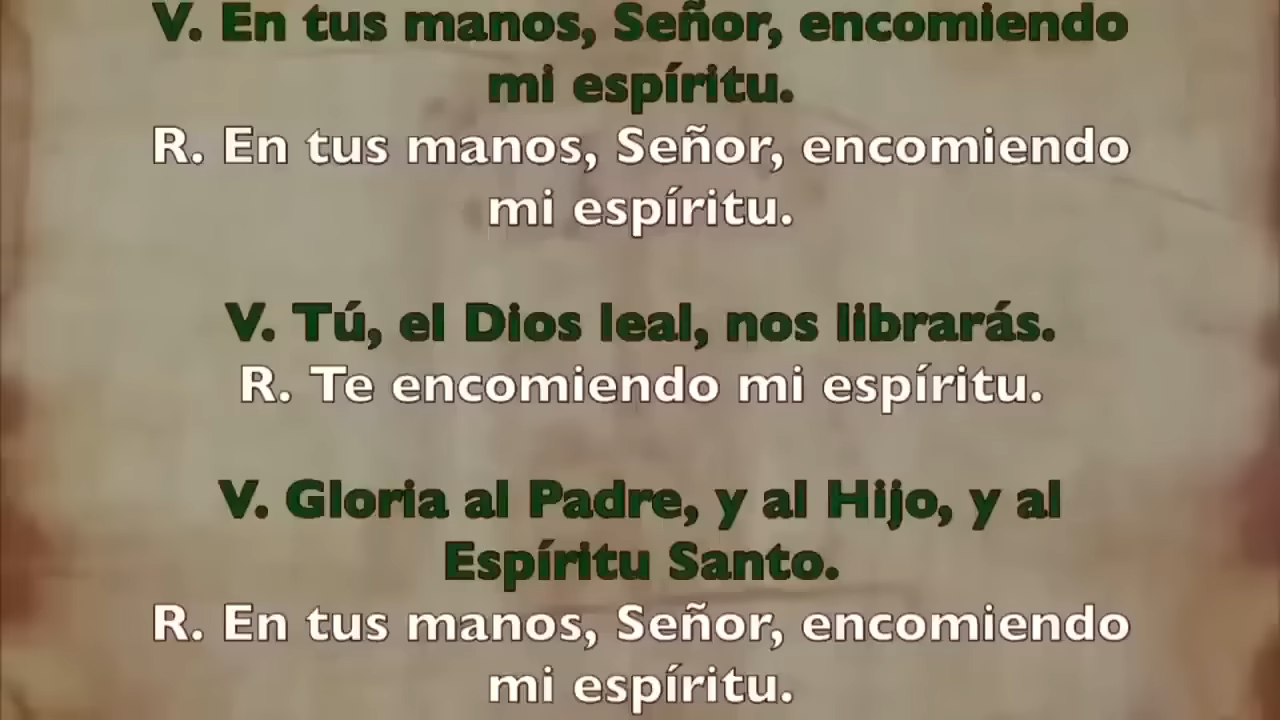 V. En tus manos, Señor, encomiendo
mi espíritu.
R. En tus manos, Señor, encomiendo
mi espíritu.
V. Tú, el Dios leal, nos librarás.
R. Te encomiendo mi espíritu.
V. Gloria al Padre, y al Hijo, y al
Espíritu Santo.
R. En tus manos, Señor, encomiendo
mi espíritu.